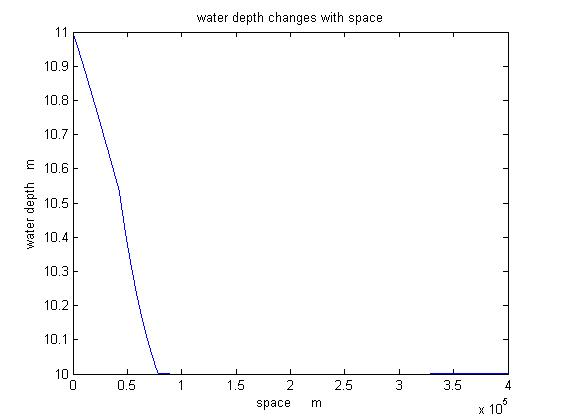 water depth changes with space
11
10.9
10.8
10.7
10.6
10.5
10.4
10.3
10.2
10.1
10
water depth m
0 0.5 1 1.5 2 2.5 3 3.5 4
x 10^5
space m